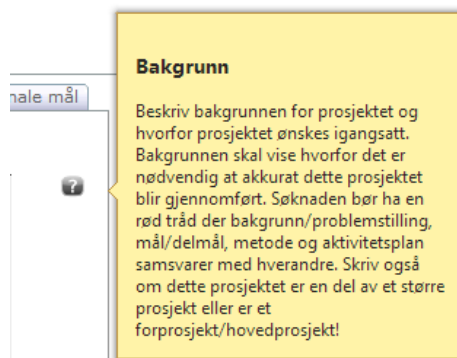 Bakgrunn
nale mål
Beskriv bakgrunnen for prosjektet og
hvorfor prosjektet ønskes igangsatt.
Bakgrunnen skal vise hvorfor det er
nødvendig at akkurat dette prosjektet
blir gjennomført. Søknaden bør ha en
rød tråd der bakgrunn/problemstilling,
mål/delmål, metode og aktivitetsplan
samsvarer med hverandre. Skriv også
om dette prosjektet er en del av et større
prosjekt eller er et
forprosjekt/hovedprosjekt!
?